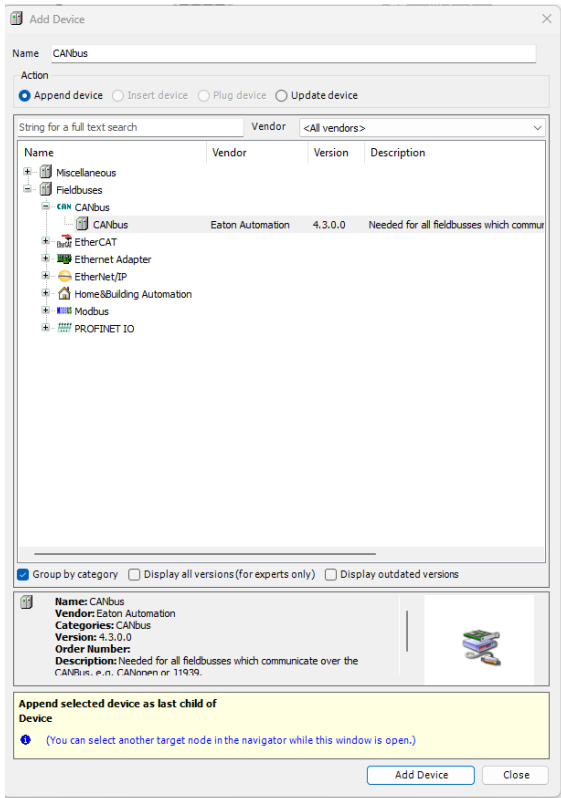 Add Device
Name CANbus
Action
Append device Insert device Plug device Update device
String for a full text search Vendor <All vendors>
Name Vendor Version Description
Miscellaneous
Fieldbuses
CAN CANbus
CANbus Eaton Automation 4.3.0.0 Needed for all fieldbusses which commur
EtherCAT
Ethernet Adapter
EtherNet/IP
Home&Building Automation
Modbus
PROFINET IO
Group by category Display all versions(for experts only) Display outdated versions
Name: CANbus
Vendor: Eaton Automation
Categories: CANbus
Version: 4.3.0.0
Order Number:
Description: Needed for all fieldbusses which communicate over the
CANBus, e.g. CANopen or J1939.
Append selected device as last child of
Device
(You can select another target node in the navigator while this window is open.)
Add Device Close